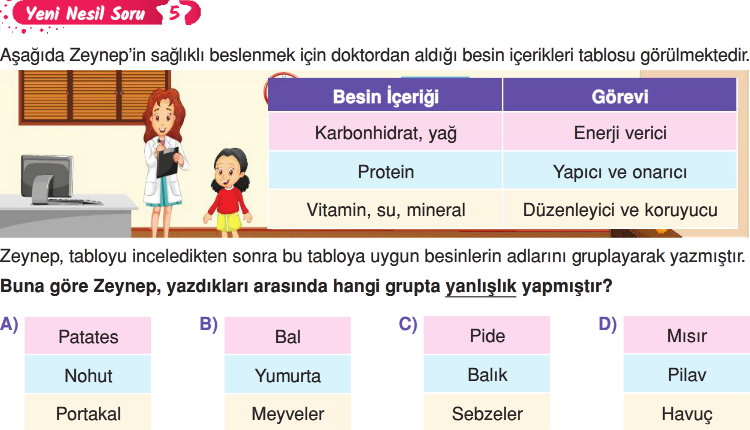 Yeni Nesil Soru 5
Aşağıda Zeynep’in sağlıklı beslenmek için doktordan aldığı besin içerikleri tablosu görülmektedir.
Besin İçeriği Görevi
Karbonhidrat, yağ Enerji verici
Protein Yapıcı ve onarıcı
Vitamin, su, mineral Düzenleyici ve koruyucu
Zeynep, tabloyu inceledikten sonra bu tabloya uygun besinlerin adlarını gruplayarak yazmıştır.
Buna göre Zeynep, yazdıkları arasında hangi grupta yanlışlık yapmıştır?
A) Patates
Nohut
Portakal
B) Bal
Yumurta
Meyveler
C) Pide
Balık
Sebzeler
D) Mısır
Pilav
Havuç